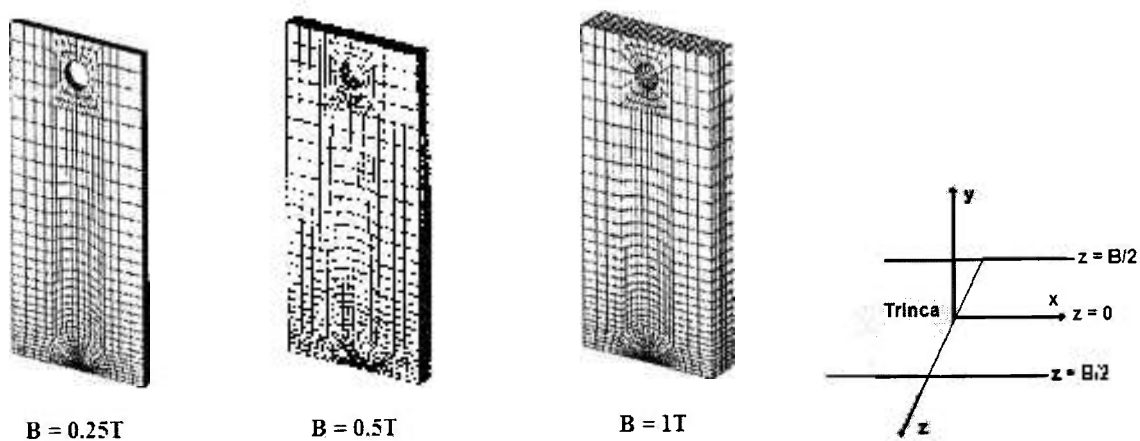 y
z = B/2
Trinca
x
z = 0
z = B/2
z
B = 0.25T
B = 0.5T
B = 1T